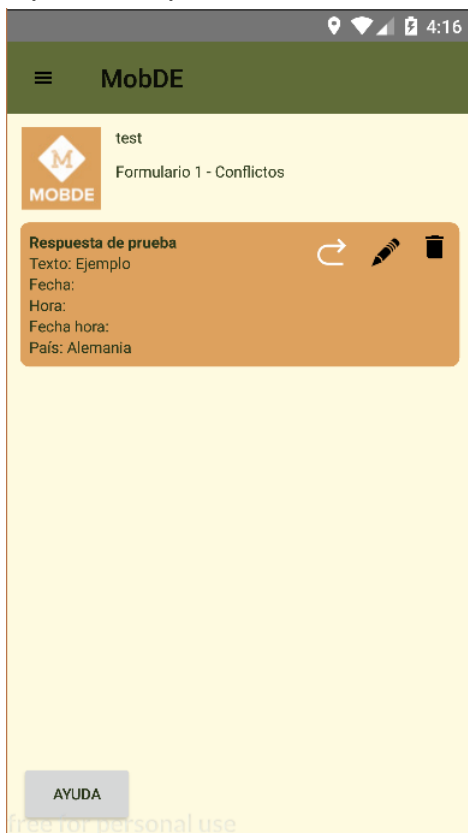 4:16
MobDE
M
MOBDE
test
Formulario 1 - Conflictos
Respuesta de prueba
Texto: Ejemplo
Fecha:
Hora:
Fecha hora:
País: Alemania
AYUDA
free for personal use